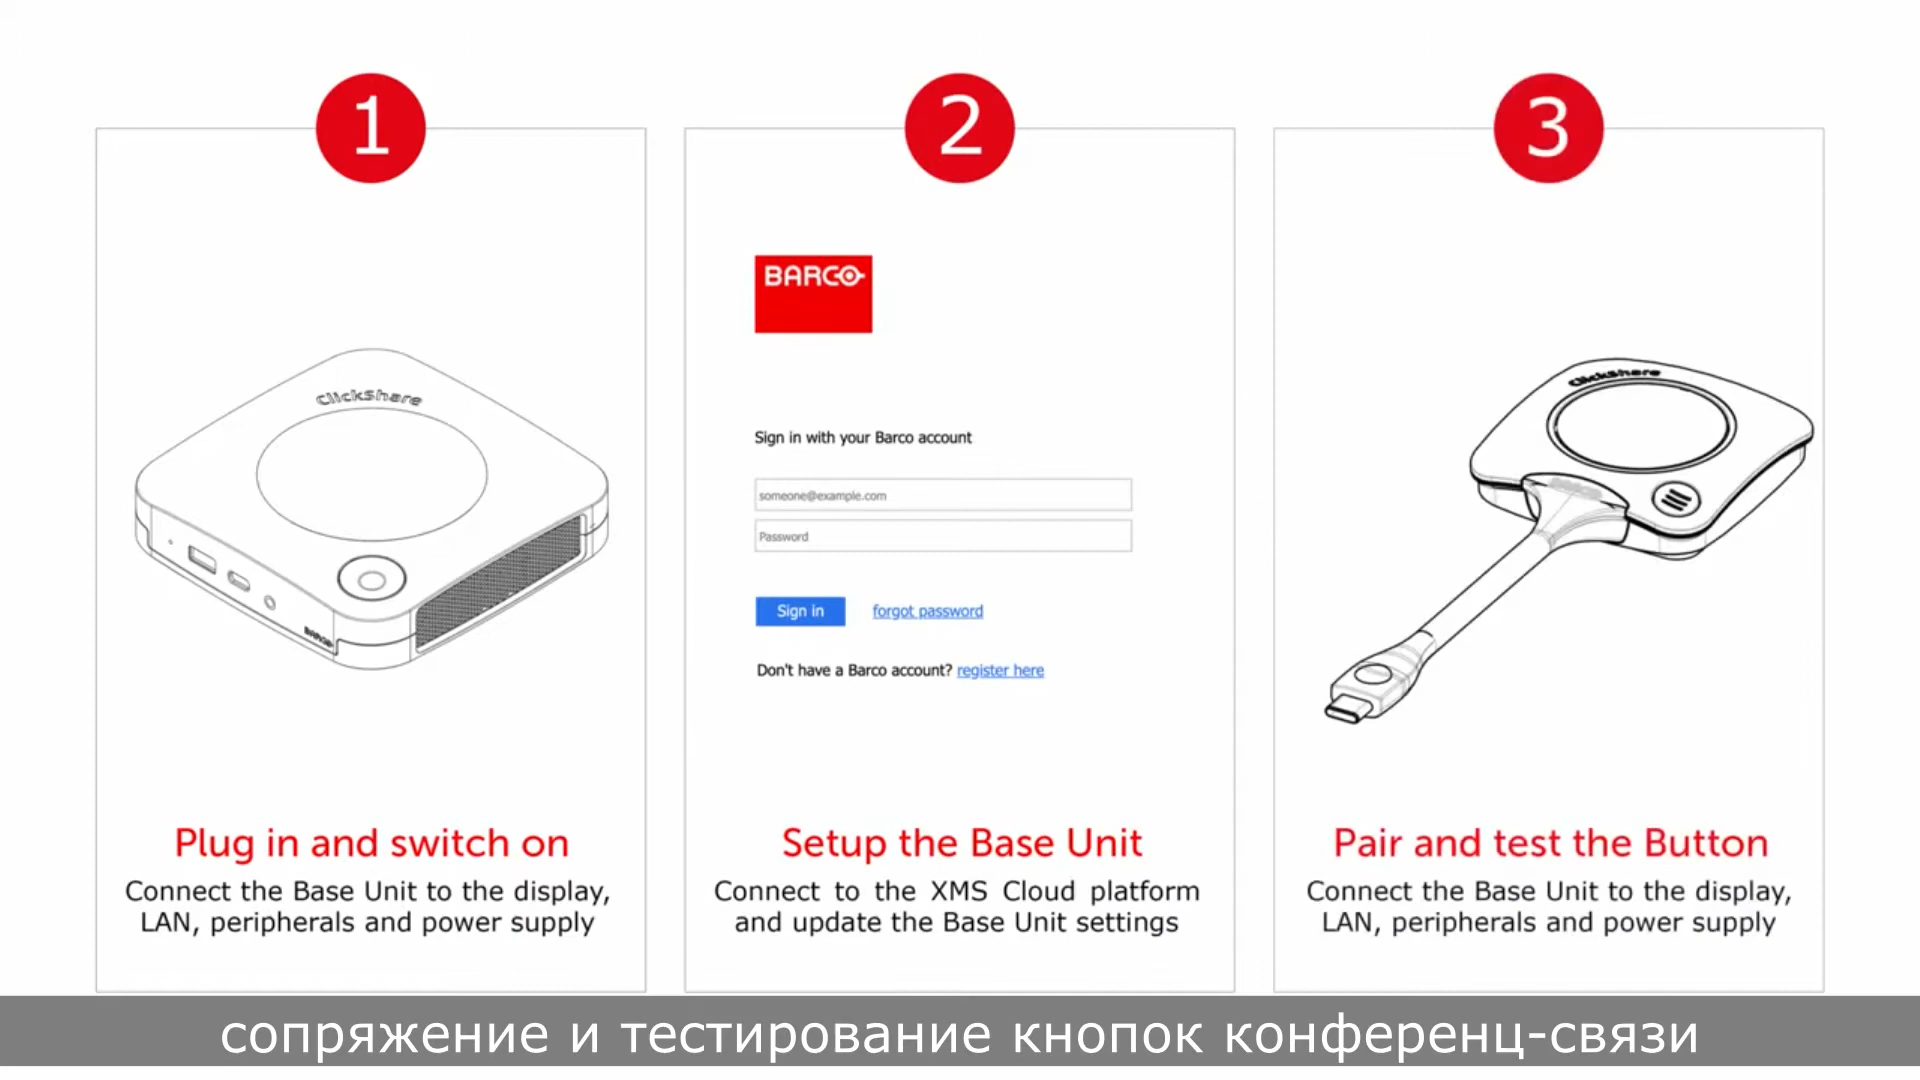 1
ClickShare
BARCO
Plug in and switch on
Connect the Base Unit to the display,
LAN, peripherals and power supply
2
BARCO
Sign in with your Barco account
someone@example.com
Password
Sign in
forgot password
Don't have a Barco account? register here
Setup the Base Unit
Connect to the XMS Cloud platform
and update the Base Unit settings
3
ClickShare
BARCO
Pair and test the Button
Connect the Base Unit to the display,
LAN, peripherals and power supply
сопряжение и тестирование кнопок конференц-связи